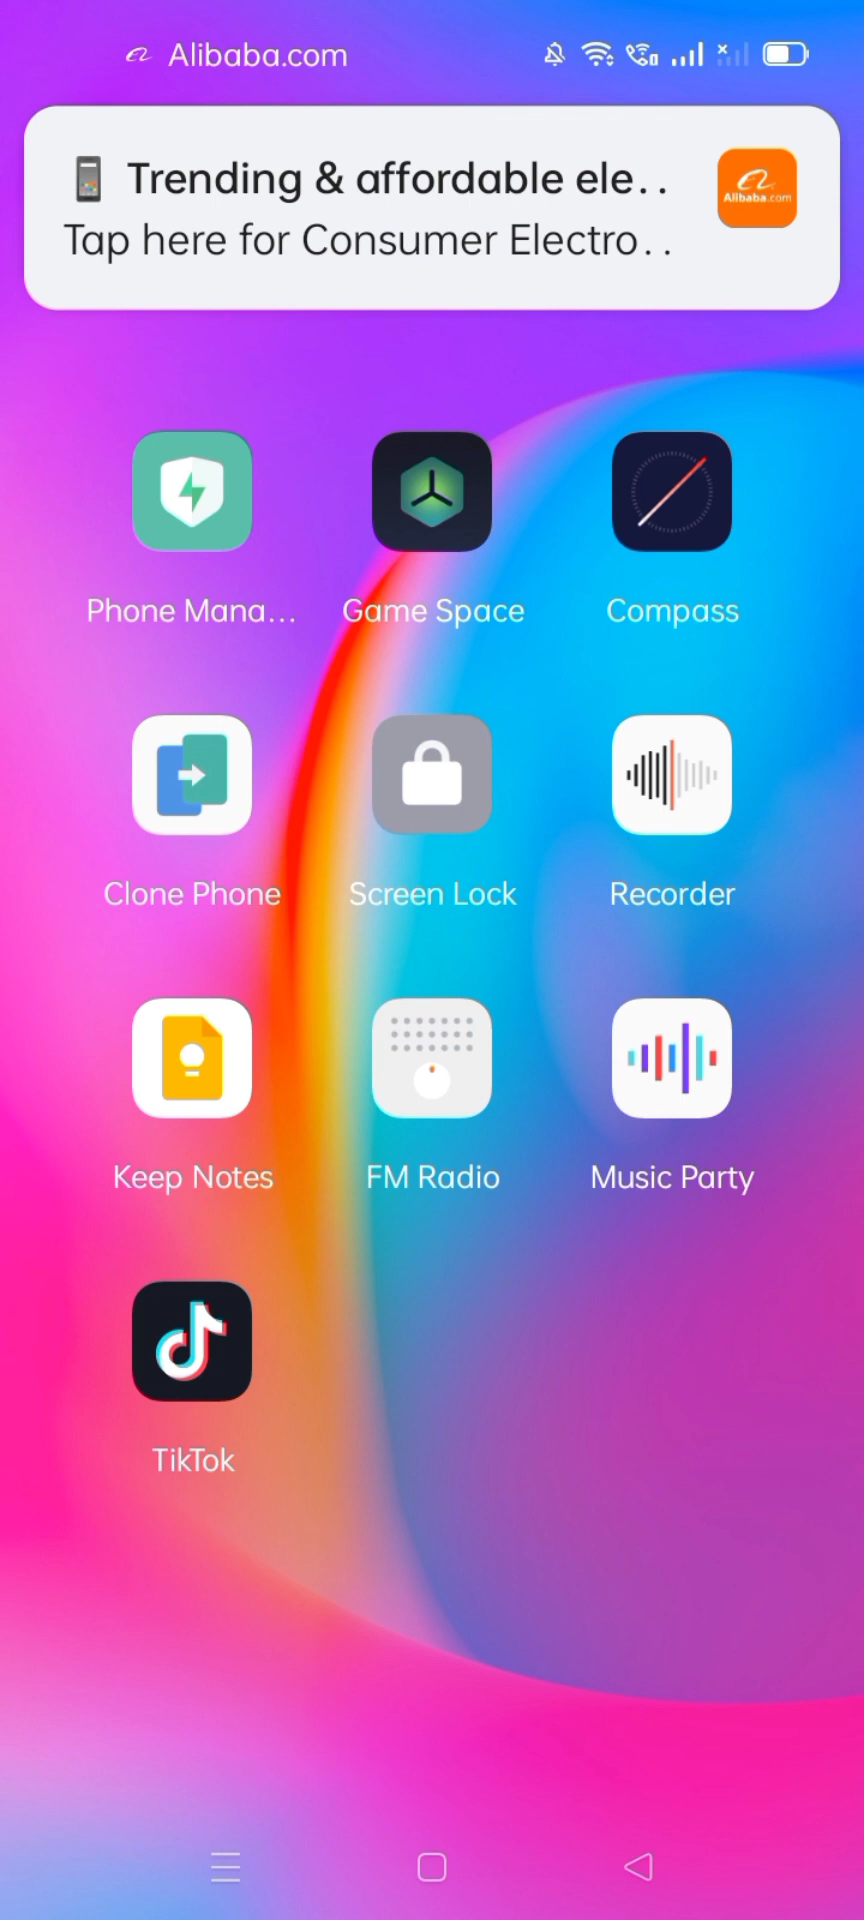 Alibaba.com
Trending & affordable ele..
Alibaba.com
Tap here for Consumer Electro..
Phone Mana...
Game Space
Compass
Clone Phone
Screen Lock
Recorder
Keep Notes
FM Radio
Music Party
TikTok